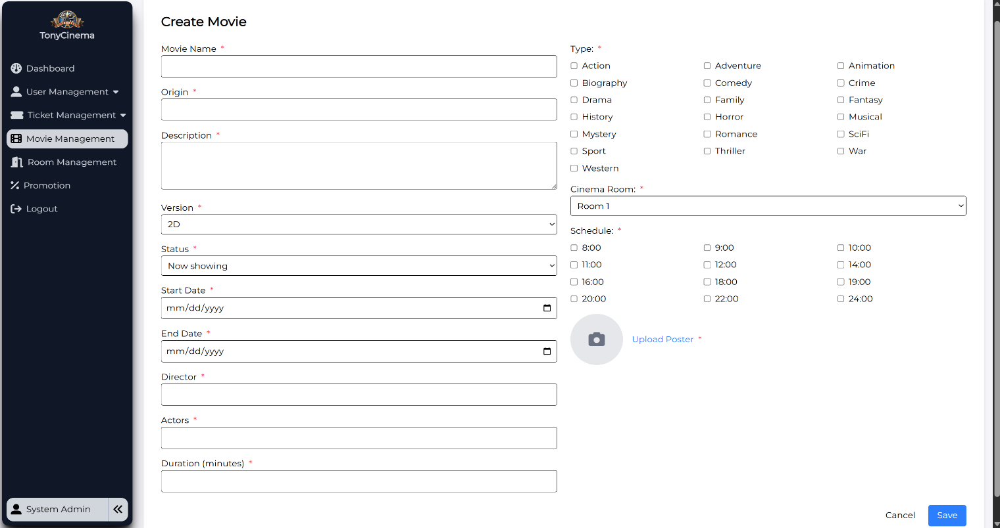 TonyCinema
Dashboard
User Management
Ticket Management
Movie Management
Room Management
Promotion
Logout
System Admin
Create Movie
Movie Name *
Origin *
Description *
Version *
2D
Status *
Now showing
Start Date *
mm/dd/yyyy
End Date *
mm/dd/yyyy
Director *
Actors *
Duration (minutes) *
Type: *
Action Adventure Animation
Biography Comedy Crime
Drama Family Fantasy
History Horror Musical
Mystery Romance SciFi
Sport Thriller War
Western
Cinema Room: *
Room 1
Schedule: *
8:00 9:00 10:00
11:00 12:00 14:00
16:00 18:00 19:00
20:00 22:00 24:00
Upload Poster *
Cancel Save